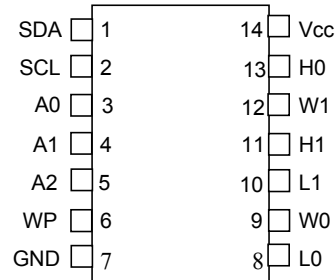 SDA 1 14 Vcc
SCL 2 13 H0
A0 3 12 W1
A1 4 11 H1
A2 5 10 L1
WP 6 9 W0
GND 7 8 L0